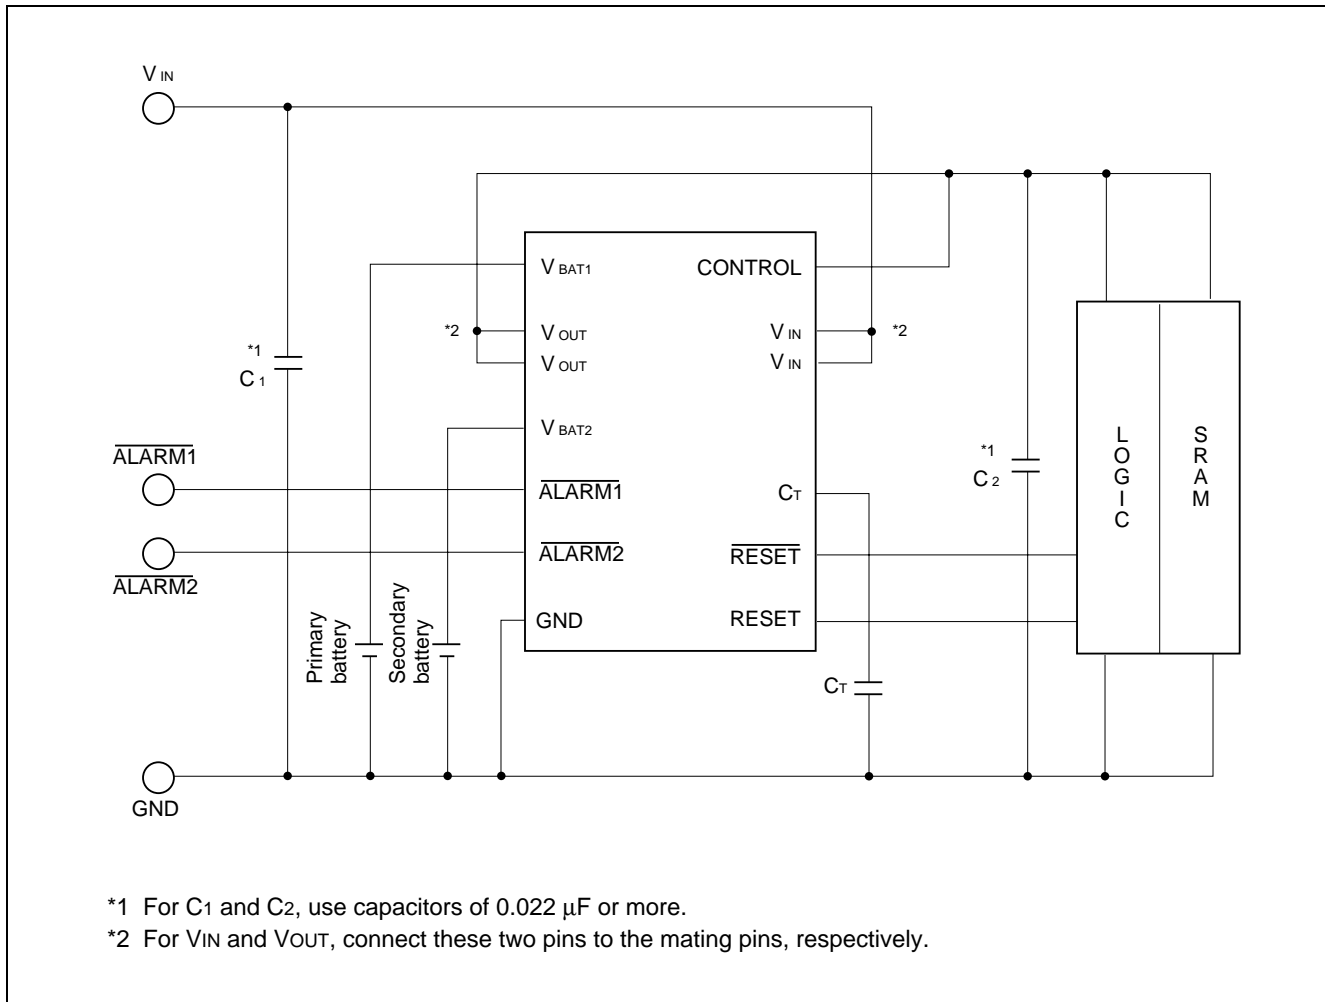 VIN
VBAT1
CONTROL
*2
VOUT
VIN
*2
VOUT
VIN
*1
C1
VBAT2
LOGIC
SRAM
*1
C2
ALARM1
ALARM1
CT
ALARM2
RESET
ALARM2
Primary
battery
Secondary
battery
GND
RESET
CT
GND
*1 For C1 and C2, use capacitors of 0.022 μF or more.
*2 For VIN and VOUT, connect these two pins to the mating pins, respectively.